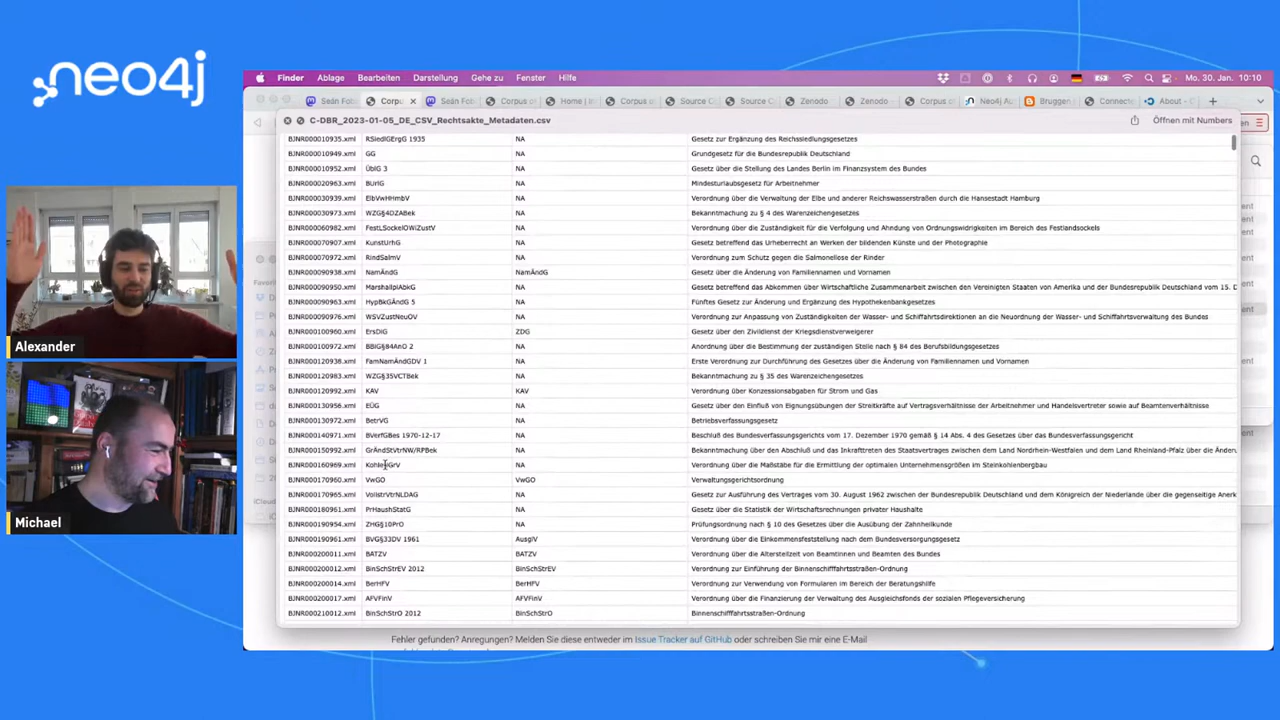 neo4j
Finder Ablage Bearbeiten Darstellung Gehe zu Fenster Hilfe Mo. 30. Jan. 10:10
Seán Fob Corpu Seán Fob Corpus of Home | Corpus Source C Source C Zenodo Zenodo Corpus of Neo4j Au Bruggen Connecte About - C
C-DBR_2023-01-05_DE_CSV_Rechtsakte_Metadaten.csv Öffnen mit Numbers
BJNR000010935.xml RSiedlGErgG 1935 NA Gesetz zur Ergänzung des Reichssiedlungsgesetzes
BJNR000010949.xml GG NA Grundgesetz für die Bundesrepublik Deutschland
BJNR000010952.xml ÜblG 3 NA Gesetz über die Stellung des Landes Berlin im Finanzsystem des Bundes
BJNR000020963.xml BUrlG NA Mindesturlaubsgesetz für Arbeitnehmer
BJNR000030939.xml ElbVwHHmbV NA Verordnung über die Verwaltung der Elbe und anderer Reichswasserstraßen durch die Hansestadt Hamburg
BJNR000030973.xml WZG§4DZABek NA Bekanntmachung zu § 4 des Warenzeichengesetzes
BJNR000060982.xml FestLSockelOWiZustV NA Verordnung über die Zuständigkeit für die Verfolgung und Ahndung von Ordnungswidrigkeiten im Bereich des Festlandsockels
BJNR000070907.xml KunstUrhG NA Gesetz betreffend das Urheberrecht an Werken der bildenden Künste und der Photographie
BJNR000070972.xml RindSalmV NA Verordnung zum Schutz gegen die Salmonellose der Rinder
BJNR000090938.xml NamÄndG NamÄndG Gesetz über die Änderung von Familiennamen und Vornamen
BJNR000090950.xml MarshallplAbkG NA Gesetz betreffend das Abkommen über Wirtschaftliche Zusammenarbeit zwischen den Vereinigten Staaten von Amerika und der Bundesrepublik Deutschland vom 15. D
BJNR000090963.xml HypBkGÄndG 5 NA Fünftes Gesetz zur Änderung und Ergänzung des Hypothekenbankgesetzes
BJNR000090976.xml WSVZustNeuOV NA Verordnung zur Anpassung von Zuständigkeiten der Wasser- und Schiffahrtsdirektionen an die Neuordnung der Wasser- und Schiffahrtsverwaltung des Bundes
BJNR000100960.xml ErsDiG ZDG Gesetz über den Zivildienst der Kriegsdienstverweigerer
BJNR000100972.xml BBiG§84AnO 2 NA Anordnung über die Bestimmung der zuständigen Stelle nach § 84 des Berufsbildungsgesetzes
BJNR000120938.xml FamNamÄndGDV 1 NA Erste Verordnung zur Durchführung des Gesetzes über die Änderung von Familiennamen und Vornamen
BJNR000120983.xml WZG§35VCTBek NA Bekanntmachung zu § 35 des Warenzeichengesetzes
BJNR000120992.xml KAV KAV Verordnung über Konzessionsabgaben für Strom und Gas
BJNR000130956.xml EÜG NA Gesetz über den Einfluß von Eignungsübungen der Streitkräfte auf Vertragsverhältnisse der Arbeitnehmer und Handelsvertreter sowie auf Beamtenverhältnisse
BJNR000130972.xml BetrVG NA Betriebsverfassungsgesetz
BJNR000140971.xml BVerfGBes 1970-12-17 NA Beschluß des Bundesverfassungsgerichts vom 17. Dezember 1970 gemäß § 14 Abs. 4 des Gesetzes über das Bundesverfassungsgericht
BJNR000150992.xml GrÄndStVtrNW/RPBek NA Bekanntmachung über den Abschluß und das Inkrafttreten des Staatsvertrages zwischen dem Land Nordrhein-Westfalen und dem Land Rheinland-Pfalz über die Änden.
BJNR000160969.xml NA Verordnung über die Maßstäbe für die Ermittlung der optimalen Unternehmensgrößen im Steinkohlenbergbau
BJNR000170960.xml VwGO VwGO Verwaltungsgerichtsordnung
BJNR000170965.xml VollstrVtrNLDAG NA Gesetz zur Ausführung des Vertrages vom 30. August 1962 zwischen der Bundesrepublik Deutschland und dem Königreich der Niederlande über die gegenseitige Anerk
BJNR000180961.xml PrHaushStatG NA Gesetz über die Statistik der Wirtschaftsrechnungen privater Haushalte
BJNR000190954.xml ZHG§10PrO NA Prüfungsordnung nach § 10 des Gesetzes über die Ausübung der Zahnheilkunde
BJNR000190961.xml BVG§33DV 1961 AusglV Verordnung über die Einkommensfeststellung nach dem Bundesversorgungsgesetz
BJNR000200011.xml BATZV BATZV Verordnung über die Altersteilzeit von Beamtinnen und Beamten des Bundes
BJNR000200012.xml BinSchStrEV 2012 BinSchStrEV Verordnung zur Einführung der Binnenschifffahrtsstraßen-Ordnung
BJNR000200014.xml BerHFV BerHFV Verordnung zur Verwendung von Formularen im Bereich der Beratungshilfe
BJNR000200017.xml AFVFinV AFVFinV Verordnung über die Finanzierung der Verwaltung des Ausgleichsfonds der sozialen Pflegeversicherung
BJNR000210012.xml BinSchStrO 2012 BinSchStrO Binnenschifffahrtsstraßen-Ordnung
Fehler gefunden? Anregungen? Melden Sie diese entweder im Issue Tracker auf GitHub oder schreiben Sie mir eine E-Mail
Alexander
Michael